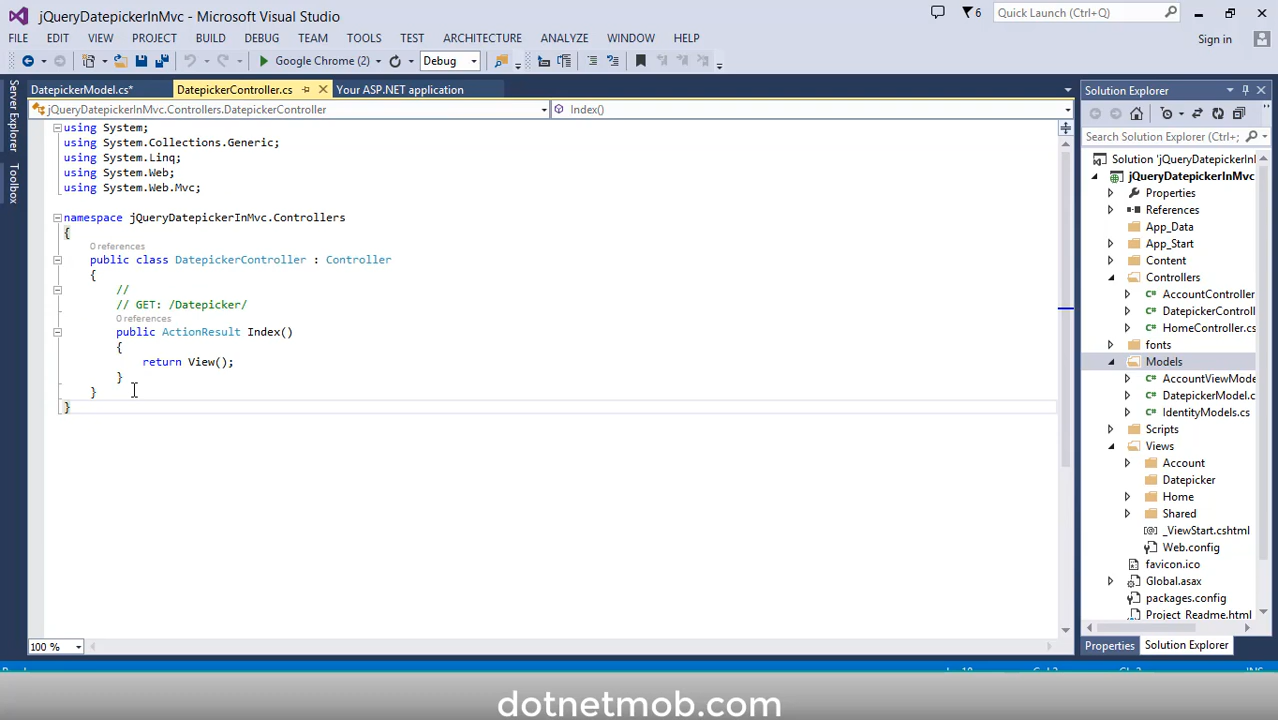 jQueryDatepickerInMvc - Microsoft Visual Studio
6
Quick Launch (Ctrl+Q)
FILE EDIT VIEW PROJECT BUILD DEBUG TEAM TOOLS TEST ARCHITECTURE ANALYZE WINDOW HELP
Sign in
Google Chrome (2)
Debug
Server Explorer
Toolbox
DatepickerModel.cs*
DatepickerController.cs
Your ASP.NET application
jQueryDatepickerInMvc.Controllers.DatepickerController
Index()
using System;
using System.Collections.Generic;
using System.Linq;
using System.Web;
using System.Web.Mvc;
namespace jQueryDatepickerInMvc.Controllers
{
0 references
public class DatepickerController : Controller
{
//
// GET: /Datepicker/
0 references
public ActionResult Index()
{
return View();
}
}
}
100 %
Solution Explorer
Search Solution Explorer (Ctrl+;
Solution 'jQueryDatepickerIn
jQueryDatepickerInMvc
Properties
References
App_Data
App_Start
Content
Controllers
AccountController
DatepickerContro
HomeController.cs
fonts
Models
AccountViewMode
DatepickerModel.c
IdentityModels.cs
Scripts
Views
Account
Datepicker
Home
Shared
_ViewStart.cshtml
Web.config
favicon.ico
Global.asax
packages.config
Project_Readme.html
Properties
Solution Explorer
dotnetmob.com